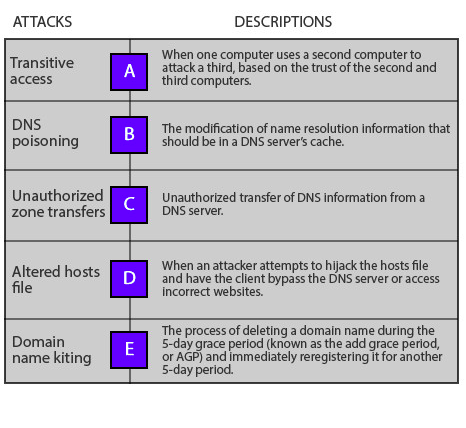 ATTACKS DESCRIPTIONS
Transitive
access
A
When one computer uses a second computer to
attack a third, based on the trust of the second and
third computers.
DNS
poisoning
B
The modification of name resolution information that
should be in a DNS server's cache.
Unauthorized
zone transfers
C
Unauthorized transfer of DNS information from a
DNS server.
Altered hosts
file
D
When an attacker attempts to hijack the hosts file
and have the client bypass the DNS server or access
incorrect websites.
Domain
name kiting
E
The process of deleting a domain name during the
5-day grace period (known as the add grace period,
or AGP) and immediately reregistering it for another
5-day period.